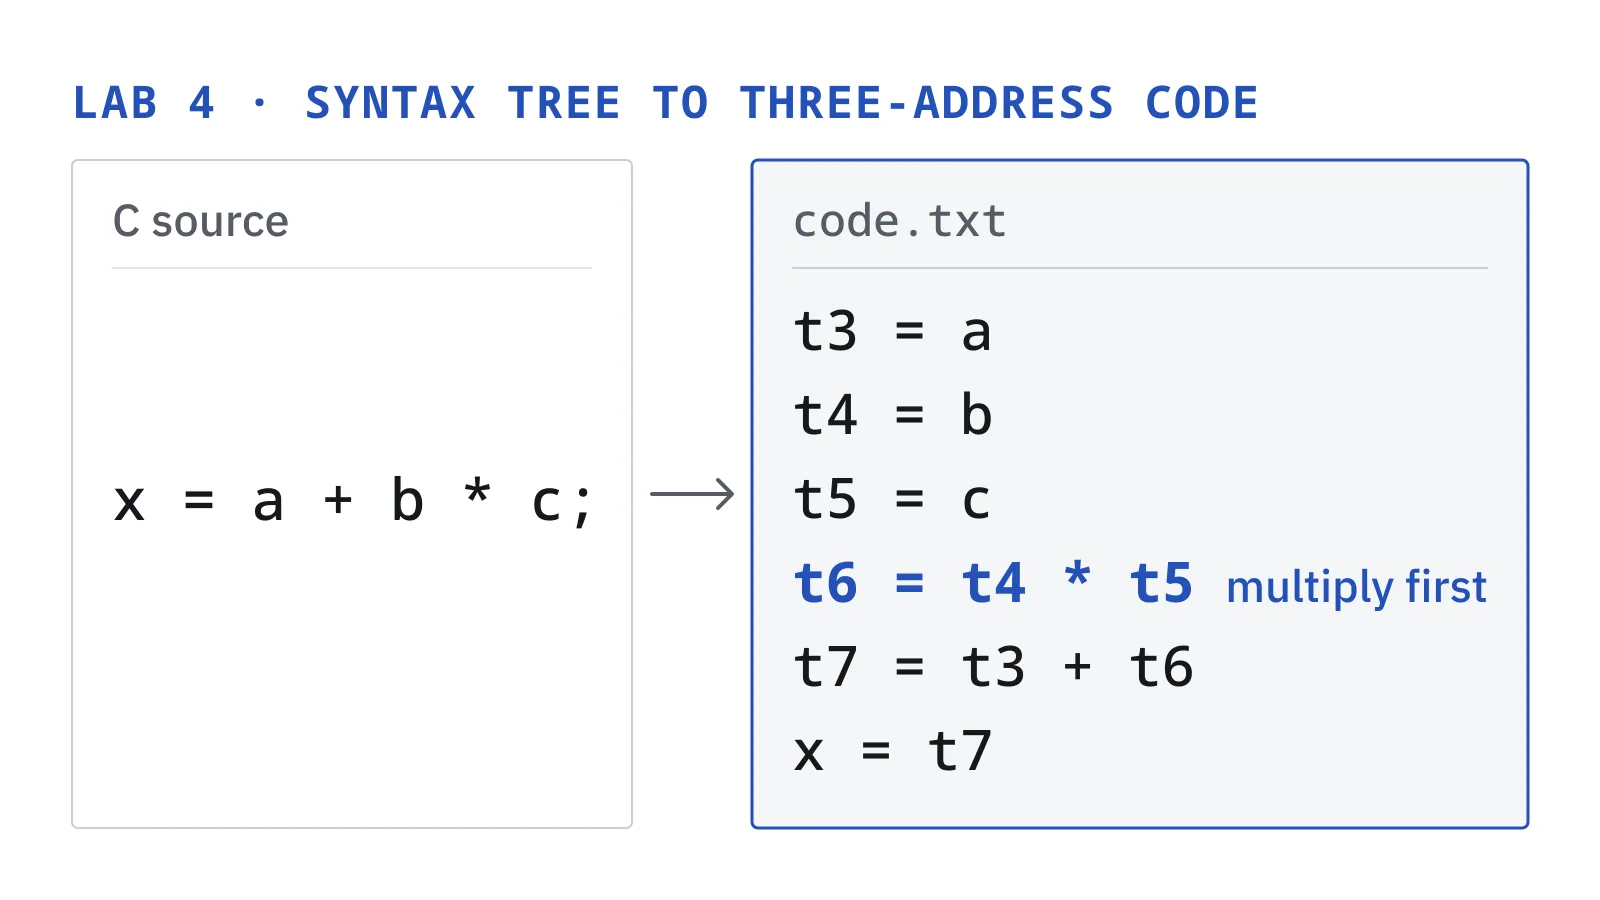 LAB 4 · SYNTAX TREE TO THREE-ADDRESS CODE
C source
x = a + b * c;
code.txt
t3 = a
t4 = b
t5 = c
t6 = t4 * t5 multiply first
t7 = t3 + t6
x = t7